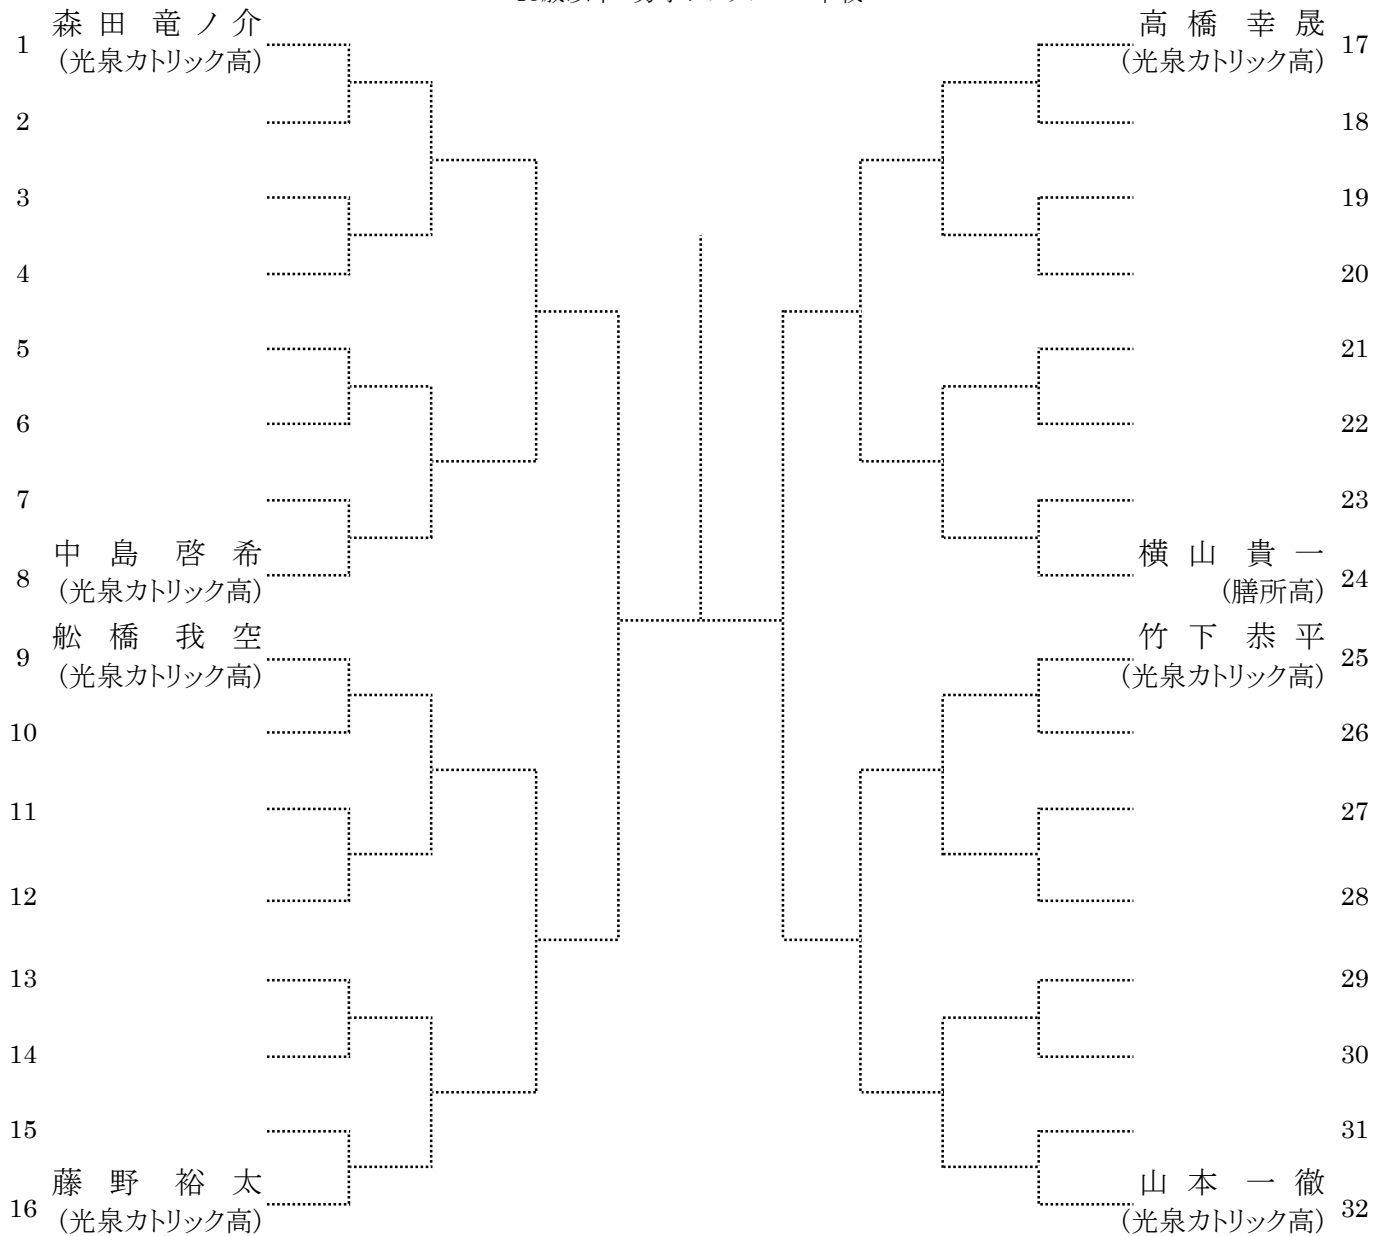 1 森田 竜ノ介
(光泉カトリック高)
2
3
4
5
6
7
8 中島 啓希
(光泉カトリック高)
9 舩橋 我空
(光泉カトリック高)
10
11
12
13
14
15
16 藤野 裕太
(光泉カトリック高)
高橋 幸晟 17
(光泉カトリック高)
18
19
20
21
22
23
横山 貴一 24
(膳所高)
竹下 恭平 25
(光泉カトリック高)
26
27
28
29
30
31
山本 一徹 32
(光泉カトリック高)